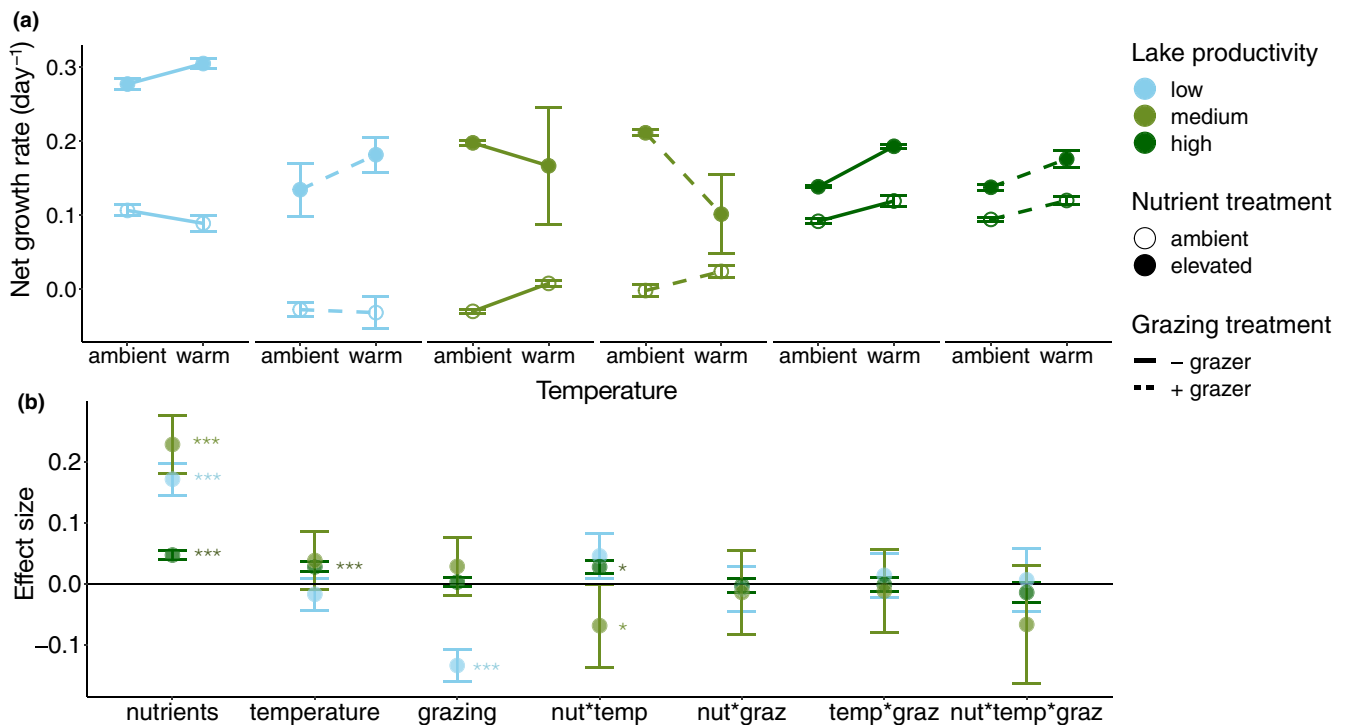 (a)
Net growth rate (day−1)
0.3
0.2
0.1
0.0
ambient warm ambient warm ambient warm ambient warm ambient warm ambient warm
Temperature
Lake productivity
low
medium
high
Nutrient treatment
ambient
elevated
Grazing treatment
− grazer
+ grazer
(b)
Effect size
0.2
0.1
0.0
−0.1
***
***
***
***
***
*
*
nutrients temperature grazing nut*temp nut*graz temp*graz nut*temp*graz